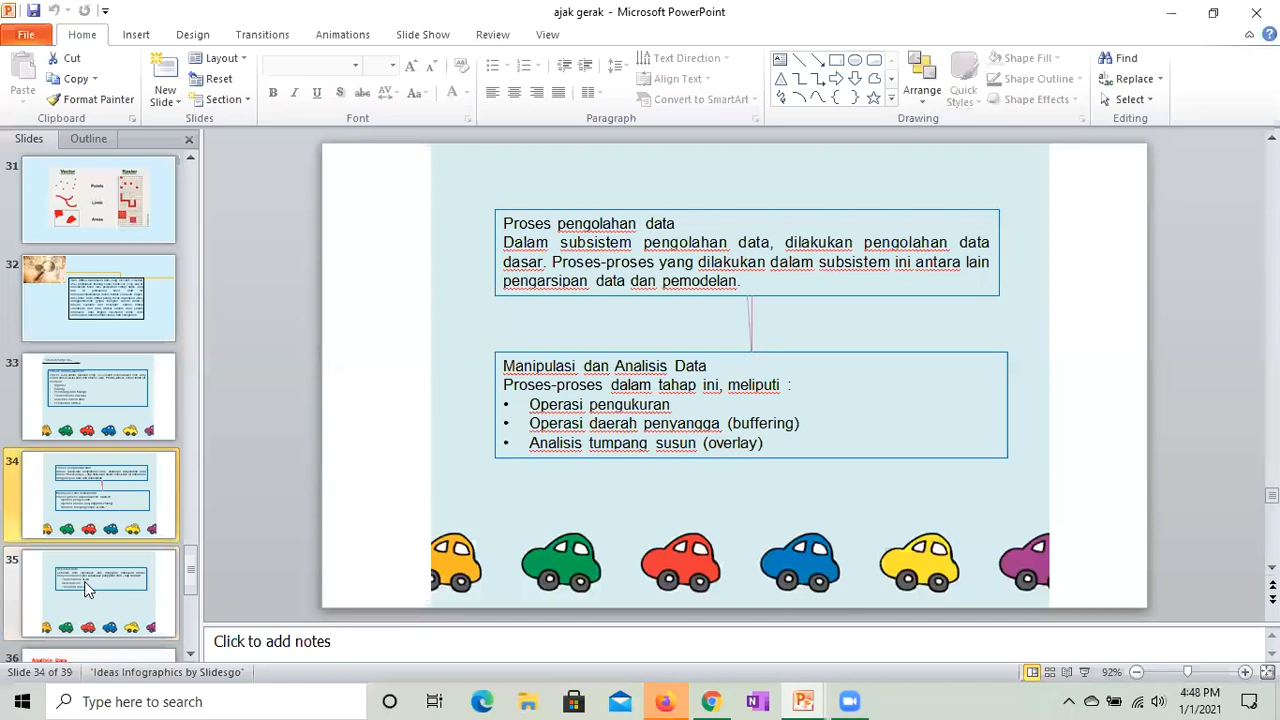 ajak gerak - Microsoft PowerPoint
File Home Insert Design Transitions Animations Slide Show Review View
Paste
Cut
Copy
Format Painter
Clipboard
New Slide
Layout
Reset
Section
Slides
Font
Text Direction
Align Text
Convert to SmartArt
Paragraph
Arrange
Quick Styles
Shape Fill
Shape Outline
Shape Effects
Drawing
Find
Replace
Select
Editing
Slides Outline
31
Vector Raster
Points
Lines
Areas
32
33
34
35
36
Proses pengolahan data
Dalam subsistem pengolahan data, dilakukan pengolahan data
dasar. Proses-proses yang dilakukan dalam subsistem ini antara lain
pengarsipan data dan pemodelan.
Manipulasi dan Analisis Data
Proses-proses dalam tahap ini, meliputi :
• Operasi pengukuran
• Operasi daerah penyangga (buffering)
• Analisis tumpang susun (overlay)
Click to add notes
Slide 34 of 39 "Ideas Infographics by Slidesgo" 92%
Type here to search
4:48 PM
1/1/2021